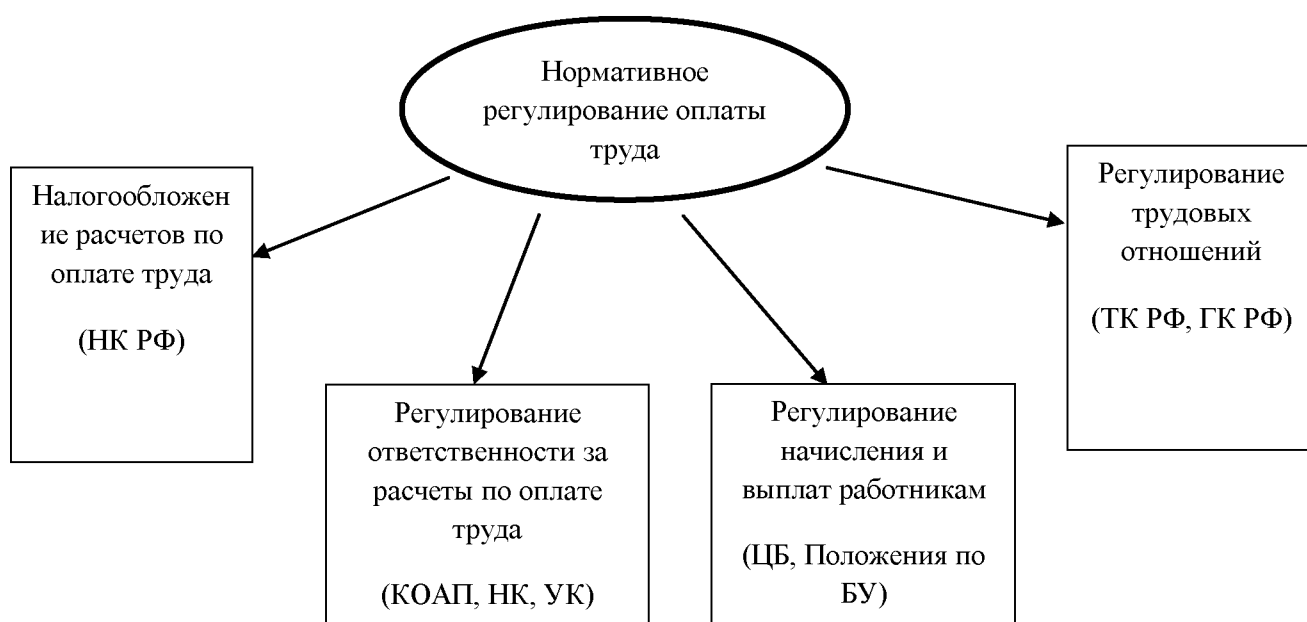 Нормативное
регулирование оплаты
труда
Налогообложен
ие расчетов по
оплате труда
(НК РФ)
Регулирование
ответственности за
расчеты по оплате
труда
(КОАП, НК, УК)
Регулирование
начисления и
выплат работникам
(ЦБ, Положения по
БУ)
Регулирование
трудовых
отношений
(ТК РФ, ГК РФ)